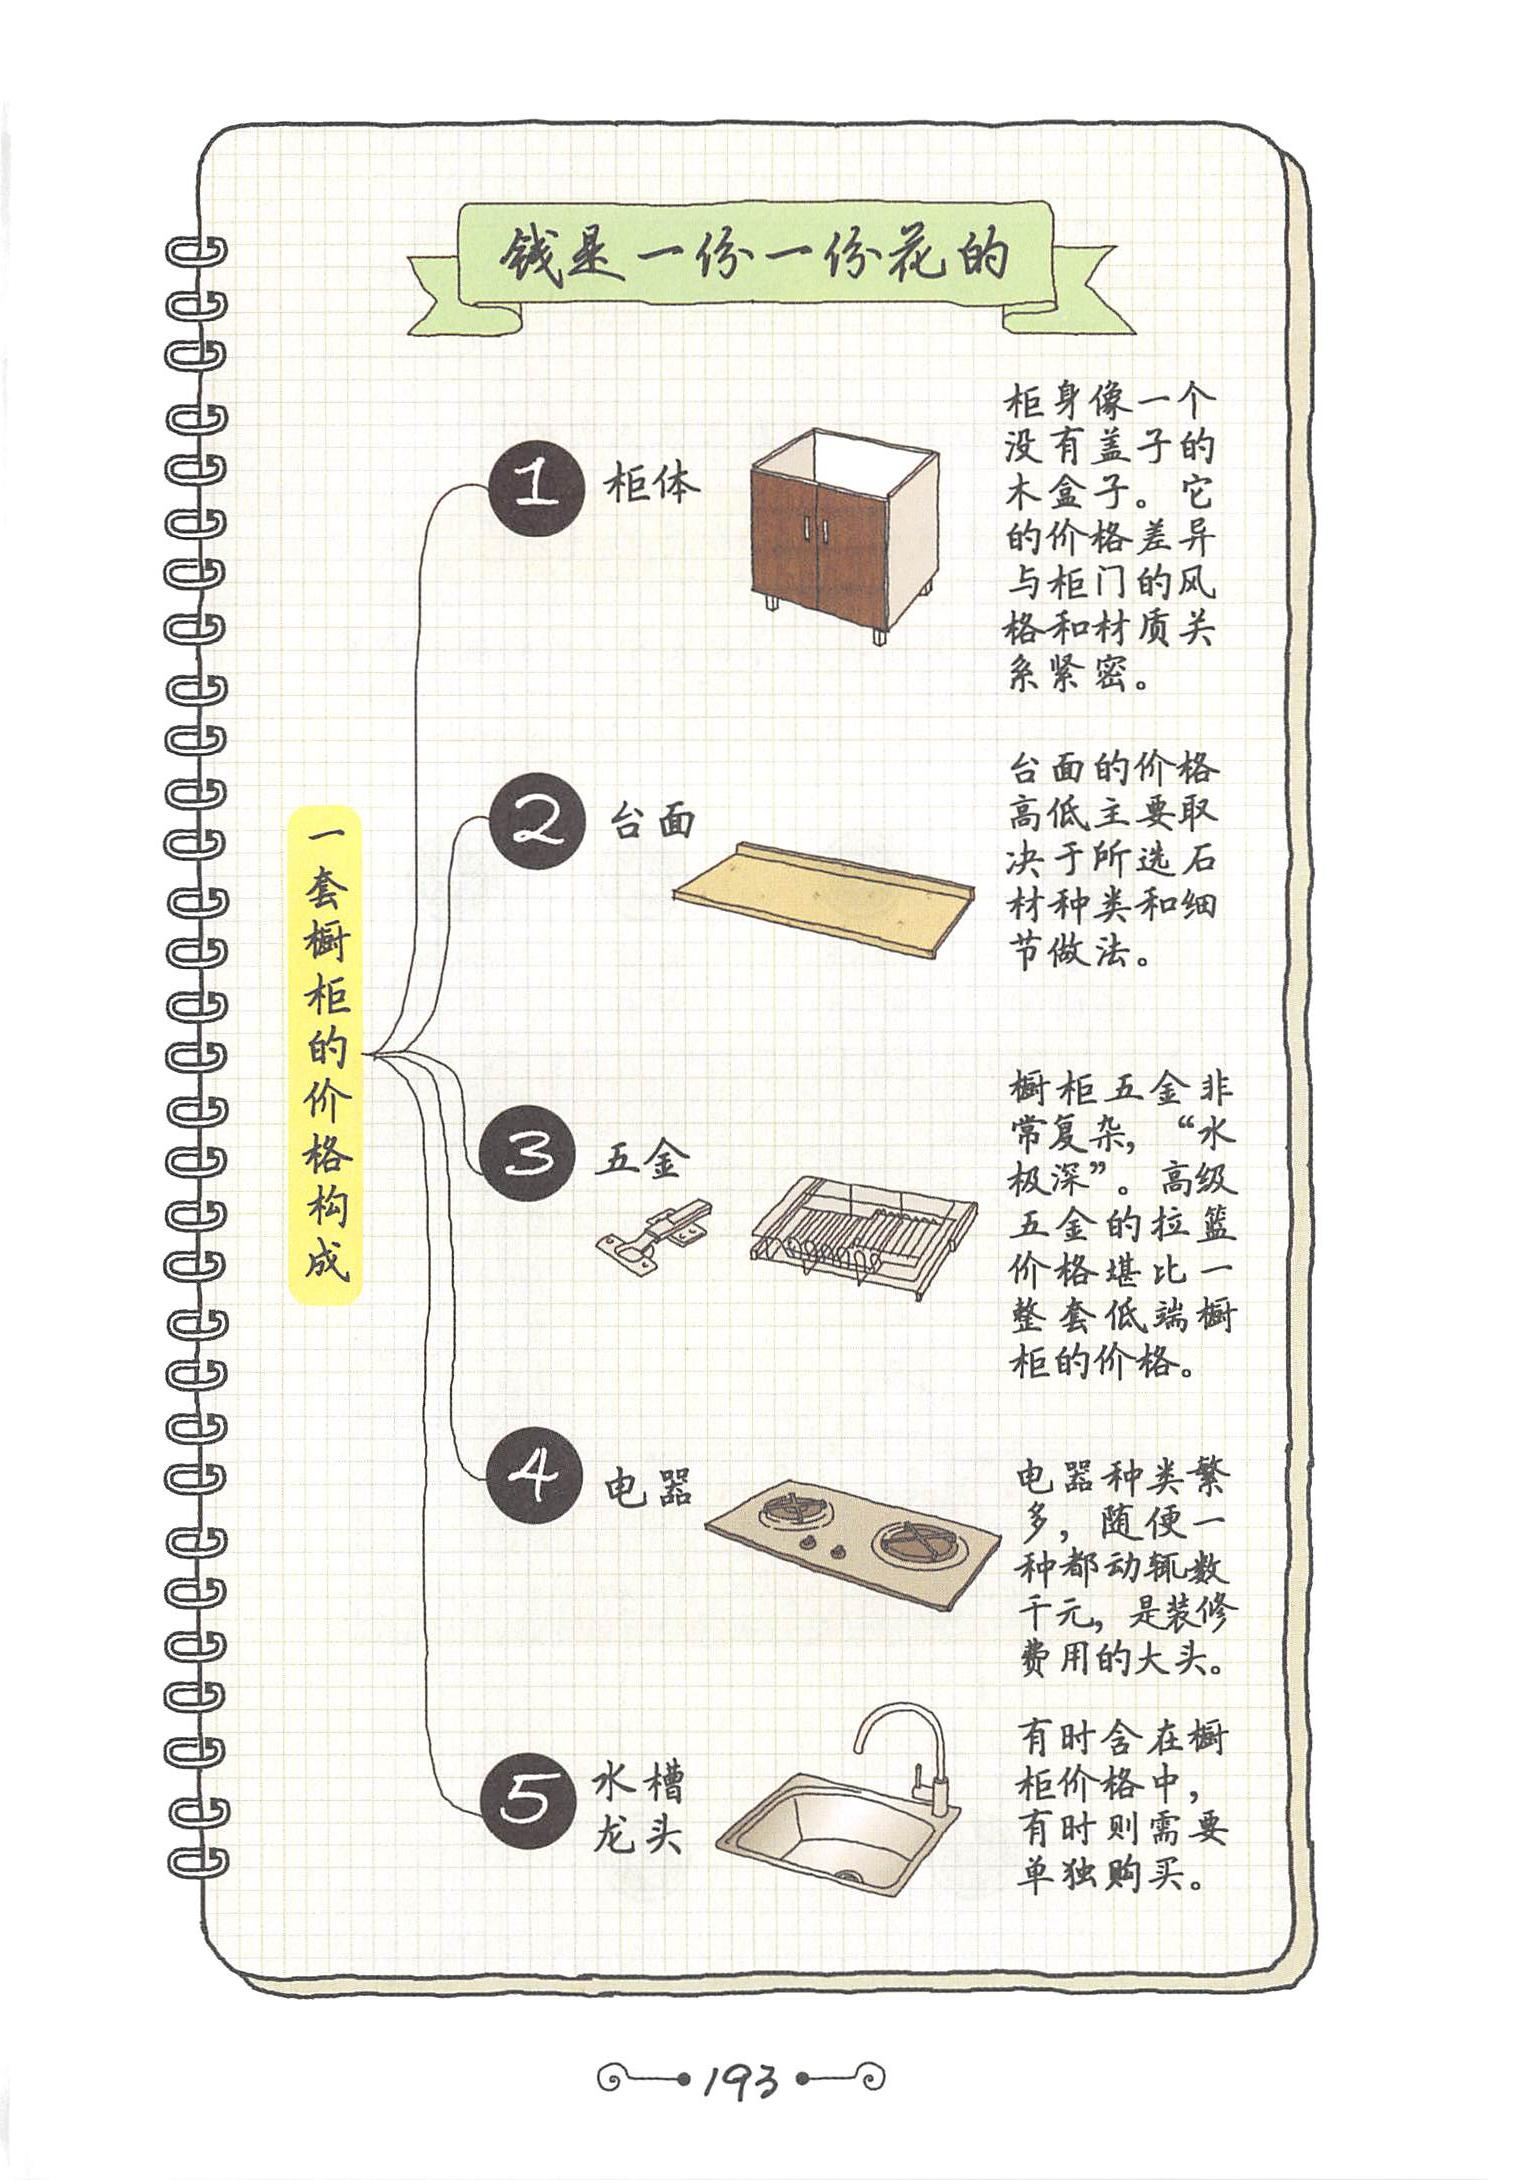 钱是一份一份花的
一套橱柜的价格构成
1 柜体
柜身像一个
没有盖子的
木盒子。它
的价格差异
与柜门的风
格和材质关
系紧密。
2 台面
台面的价格
高低主要取
决于所选石
材种类和细
节做法。
3 五金
橱柜五金非
常复杂，“水
极深”。高级
五金的拉篮
价格堪比一
整套低端橱
柜的价格。
4 电器
电器种类繁
多，随便一
种都动辄数
千元，是装修
费用的大头。
5 水槽
龙头
有时含在橱
柜价格中，
有时则需要
单独购买。
193